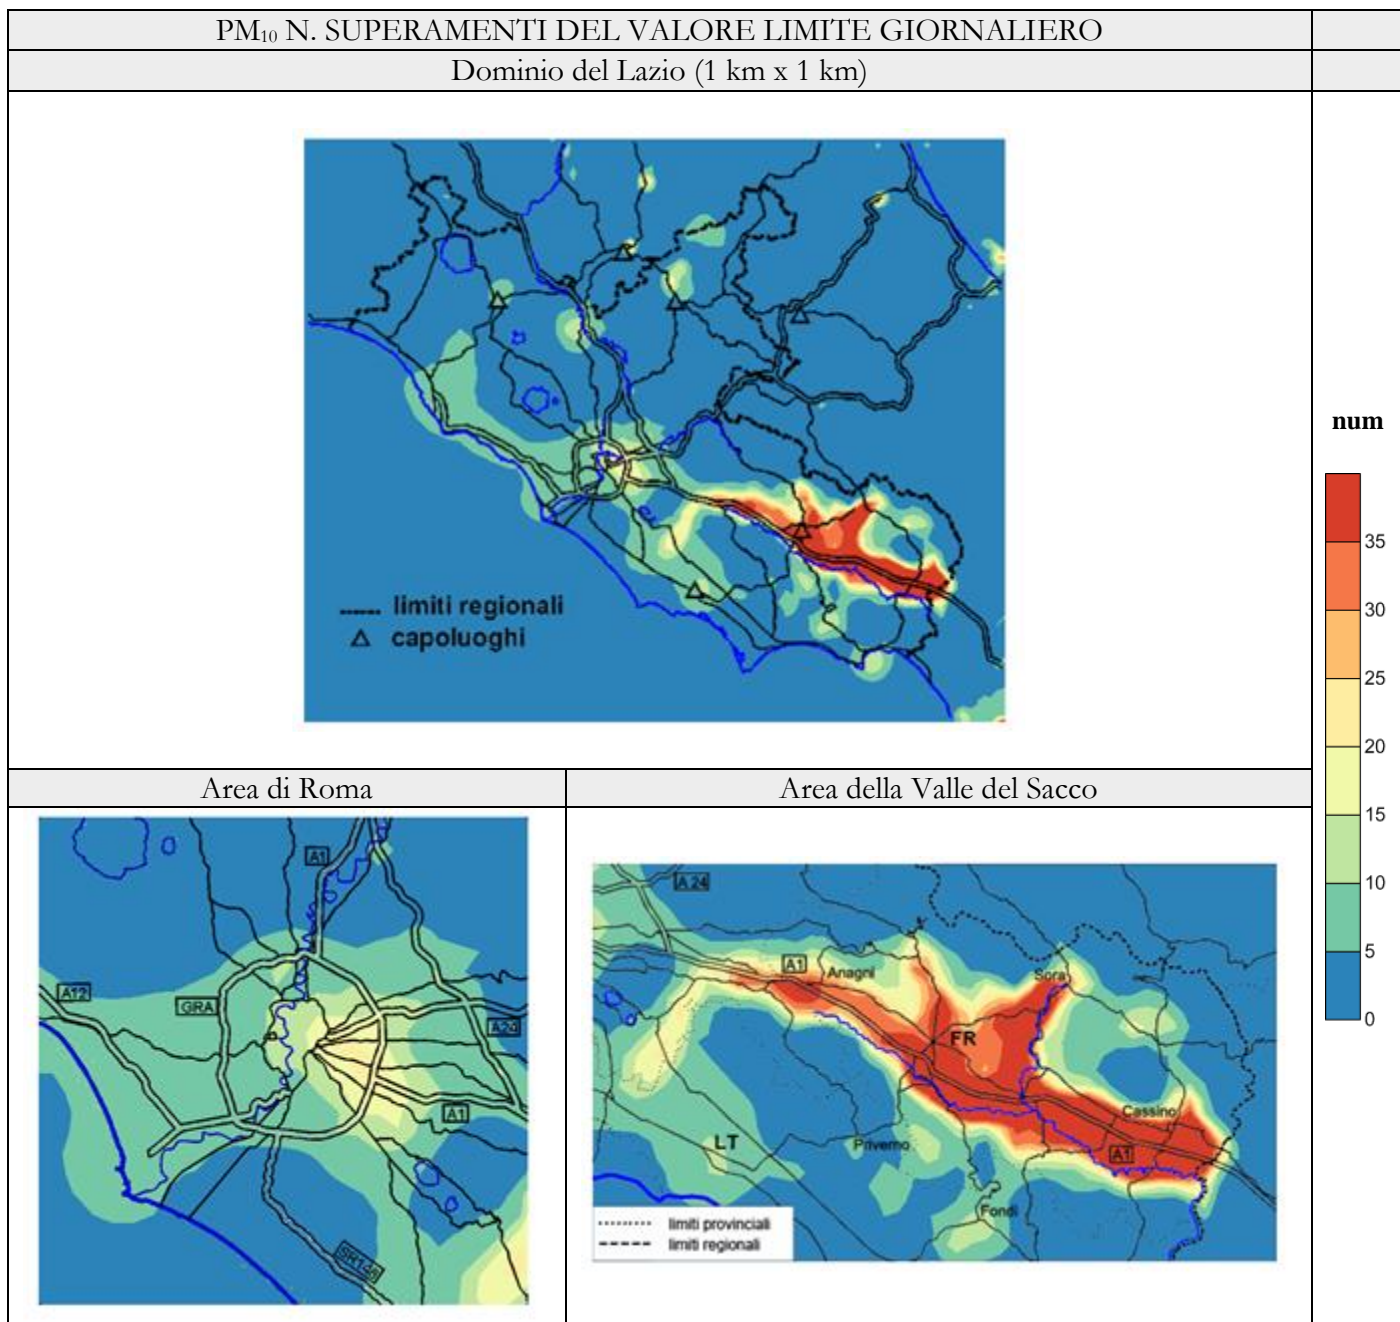 PM₁₀ N. SUPERAMENTI DEL VALORE LIMITE GIORNALIERO
Dominio del Lazio (1 km x 1 km)
limiti regionali
capoluoghi
num
35
30
25
20
15
10
5
0
Area di Roma
Area della Valle del Sacco
A1
A12
GRA
A24
A1
SR148
A 24
A1
Anagni
Sora
FR
Cassino
LT
Priverno
A1
Fondi
limiti provinciali
limiti regionali